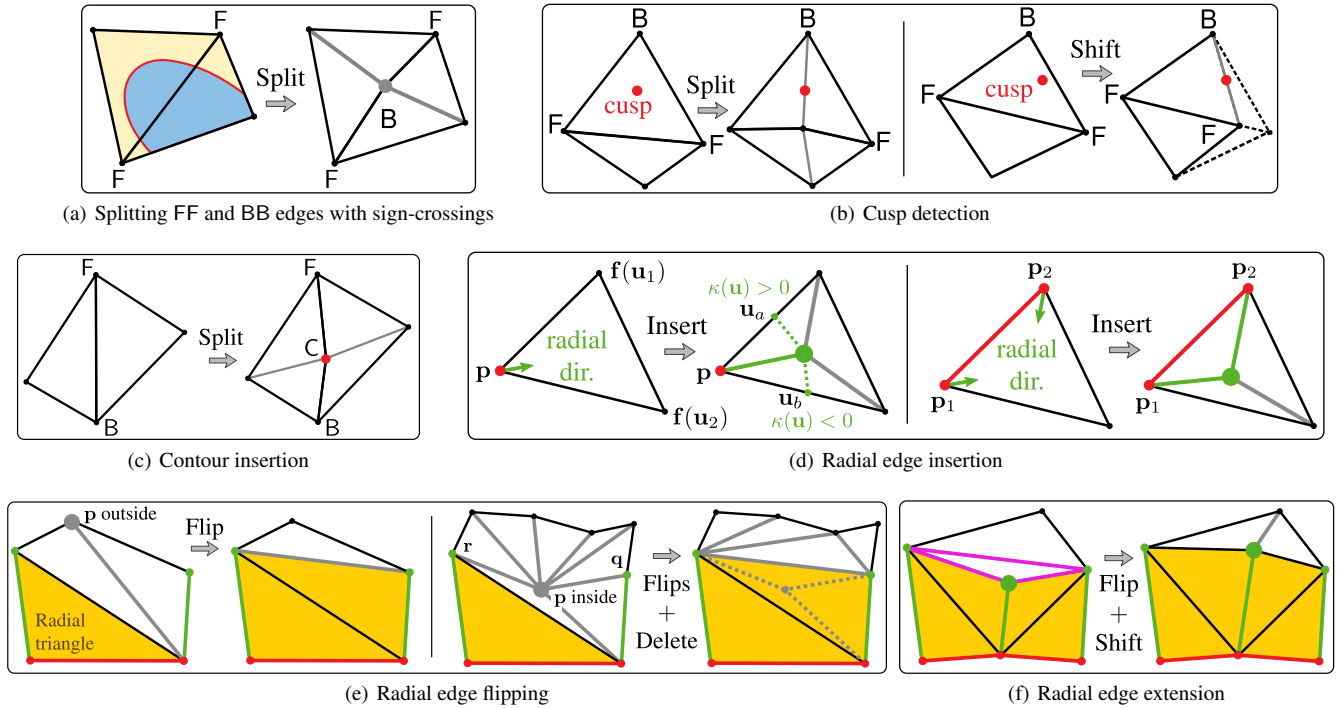 F
F
Split
B
F
F
(a) Splitting FF and BB edges with sign-crossings
B
cusp
F
F
Split
B
F
F
B
cusp
F
F
Shift
B
F
F
(b) Cusp detection
F
B
Split
F
C
B
(c) Contour insertion
f(u₁)
radial
dir.
p
f(u₂)
Insert
κ(u) > 0
uₐ
p
u_b
κ(u) < 0
p₂
radial
dir.
p₁
Insert
p₂
p₁
(d) Radial edge insertion
p outside
Radial
triangle
Flip
r
q
p inside
Flips
+
Delete
(e) Radial edge flipping
Flip
+
Shift
(f) Radial edge extension